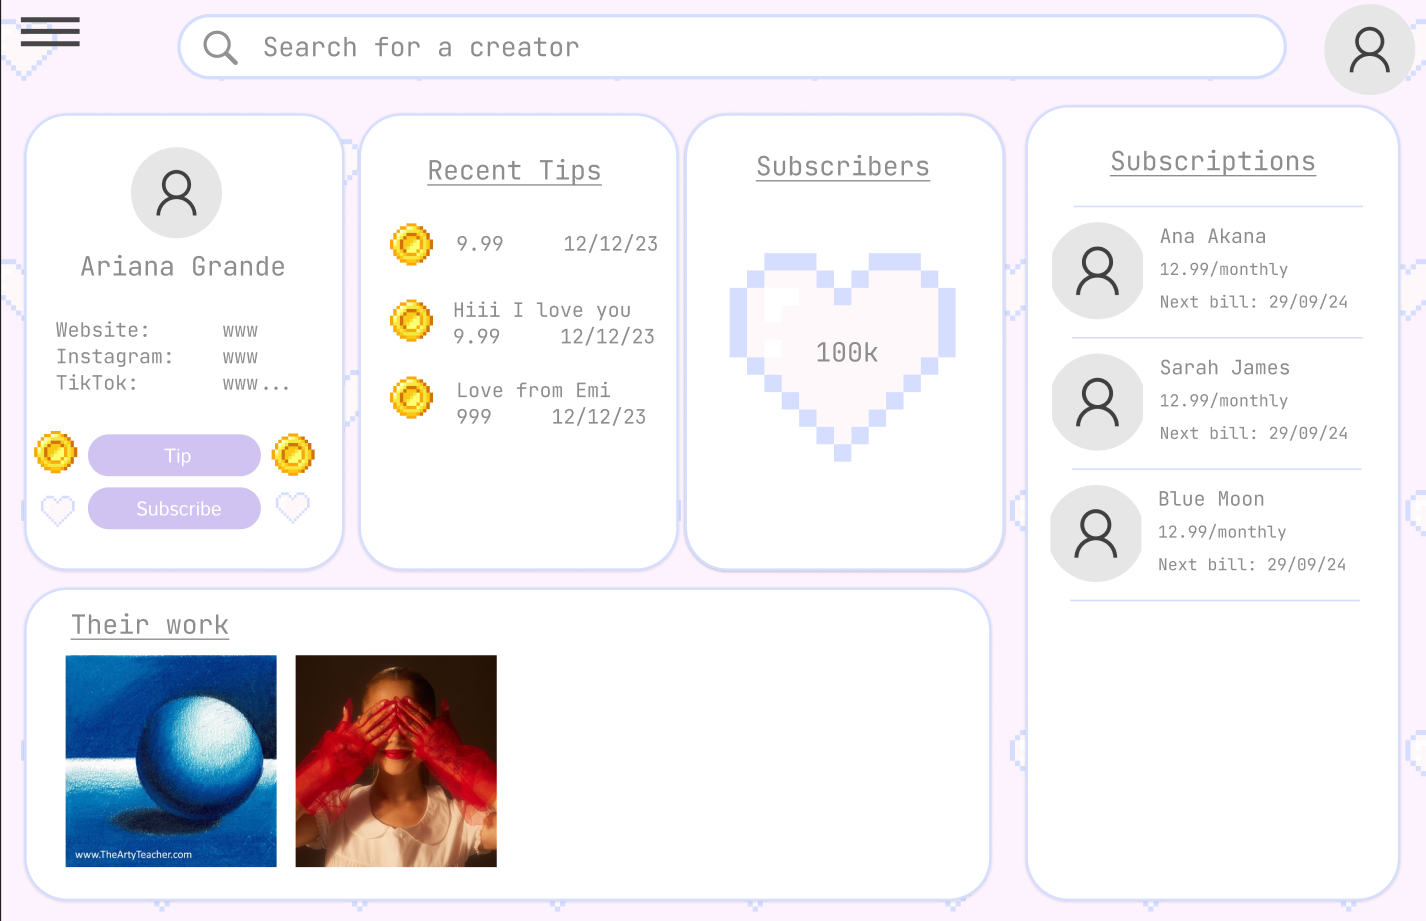 Search for a creator
Ariana Grande
Website: www
Instagram: www
TikTok: www...
Tip
Subscribe
Recent Tips
9.99 12/12/23
Hiii I love you
9.99 12/12/23
Love from Emi
999 12/12/23
Subscribers
100k
Subscriptions
Ana Akana
12.99/monthly
Next bill: 29/09/24
Sarah James
12.99/monthly
Next bill: 29/09/24
Blue Moon
12.99/monthly
Next bill: 29/09/24
Their work
www.TheArtyTeacher.com